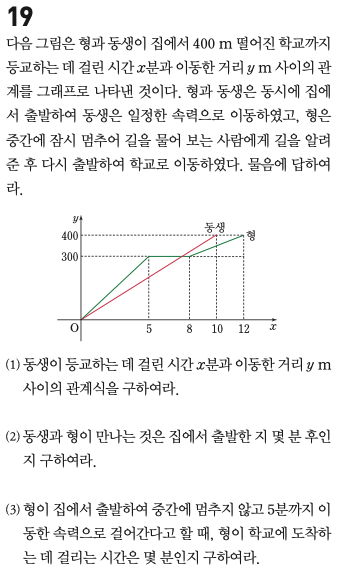 19
다음 그림은 형과 동생이 집에서 400 m 떨어진 학교까지
등교하는 데 걸린 시간 x분과 이동한 거리 y m 사이의 관
계를 그래프로 나타낸 것이다. 형과 동생은 동시에 집에
서 출발하여 동생은 일정한 속력으로 이동하였고, 형은
중간에 잠시 멈추어 길을 물어 보는 사람에게 길을 알려
준 후 다시 출발하여 학교로 이동하였다. 물음에 답하여
라.
y
동생
400
형
300
O
5
8
10
12
x
(1) 동생이 등교하는 데 걸린 시간 x분과 이동한 거리 y m
사이의 관계식을 구하여라.
(2) 동생과 형이 만나는 것은 집에서 출발한 지 몇 분 후인
지 구하여라.
(3) 형이 집에서 출발하여 중간에 멈추지 않고 5분까지 이
동한 속력으로 걸어간다고 할 때, 형이 학교에 도착하
는 데 걸리는 시간은 몇 분인지 구하여라.